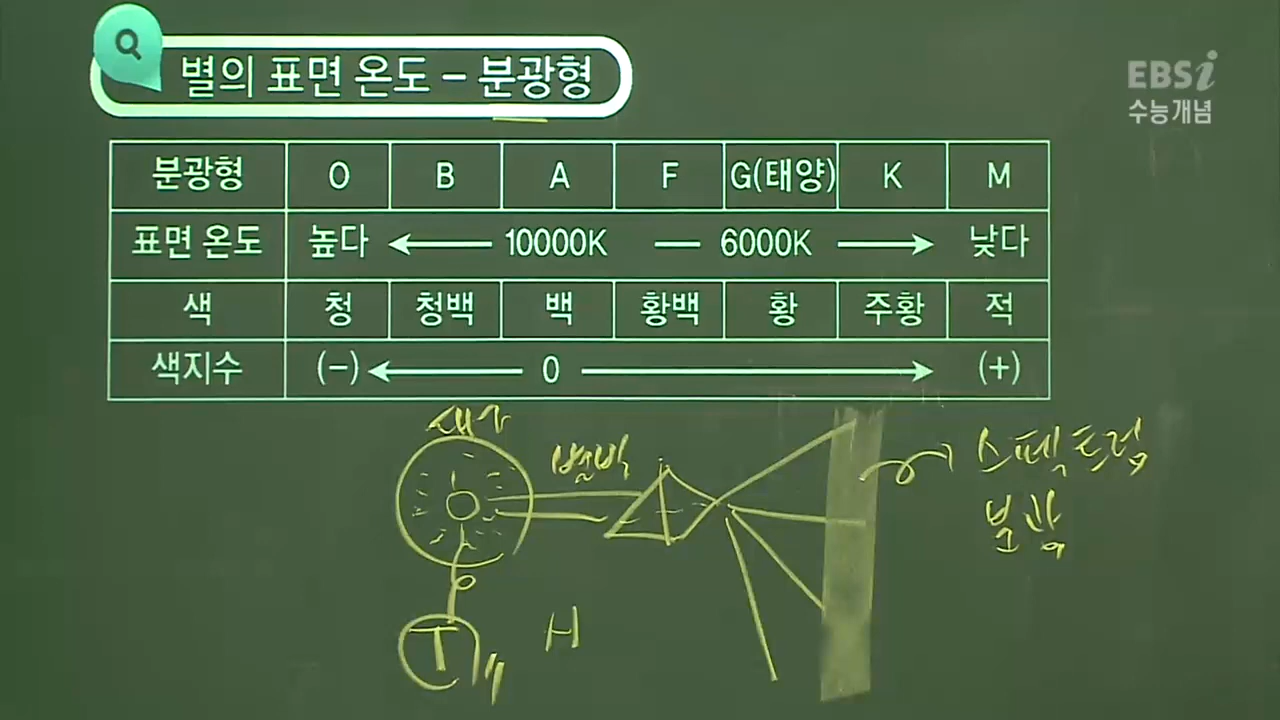 별의 표면 온도 – 분광형
EBSi
수능개념
분광형 O B A F G(태양) K M
표면 온도 높다 10000K 6000K 낮다
색 청 청백 백 황백 황 주황 적
색지수 (−) 0 (+)
별빛
스펙트럼
T
H